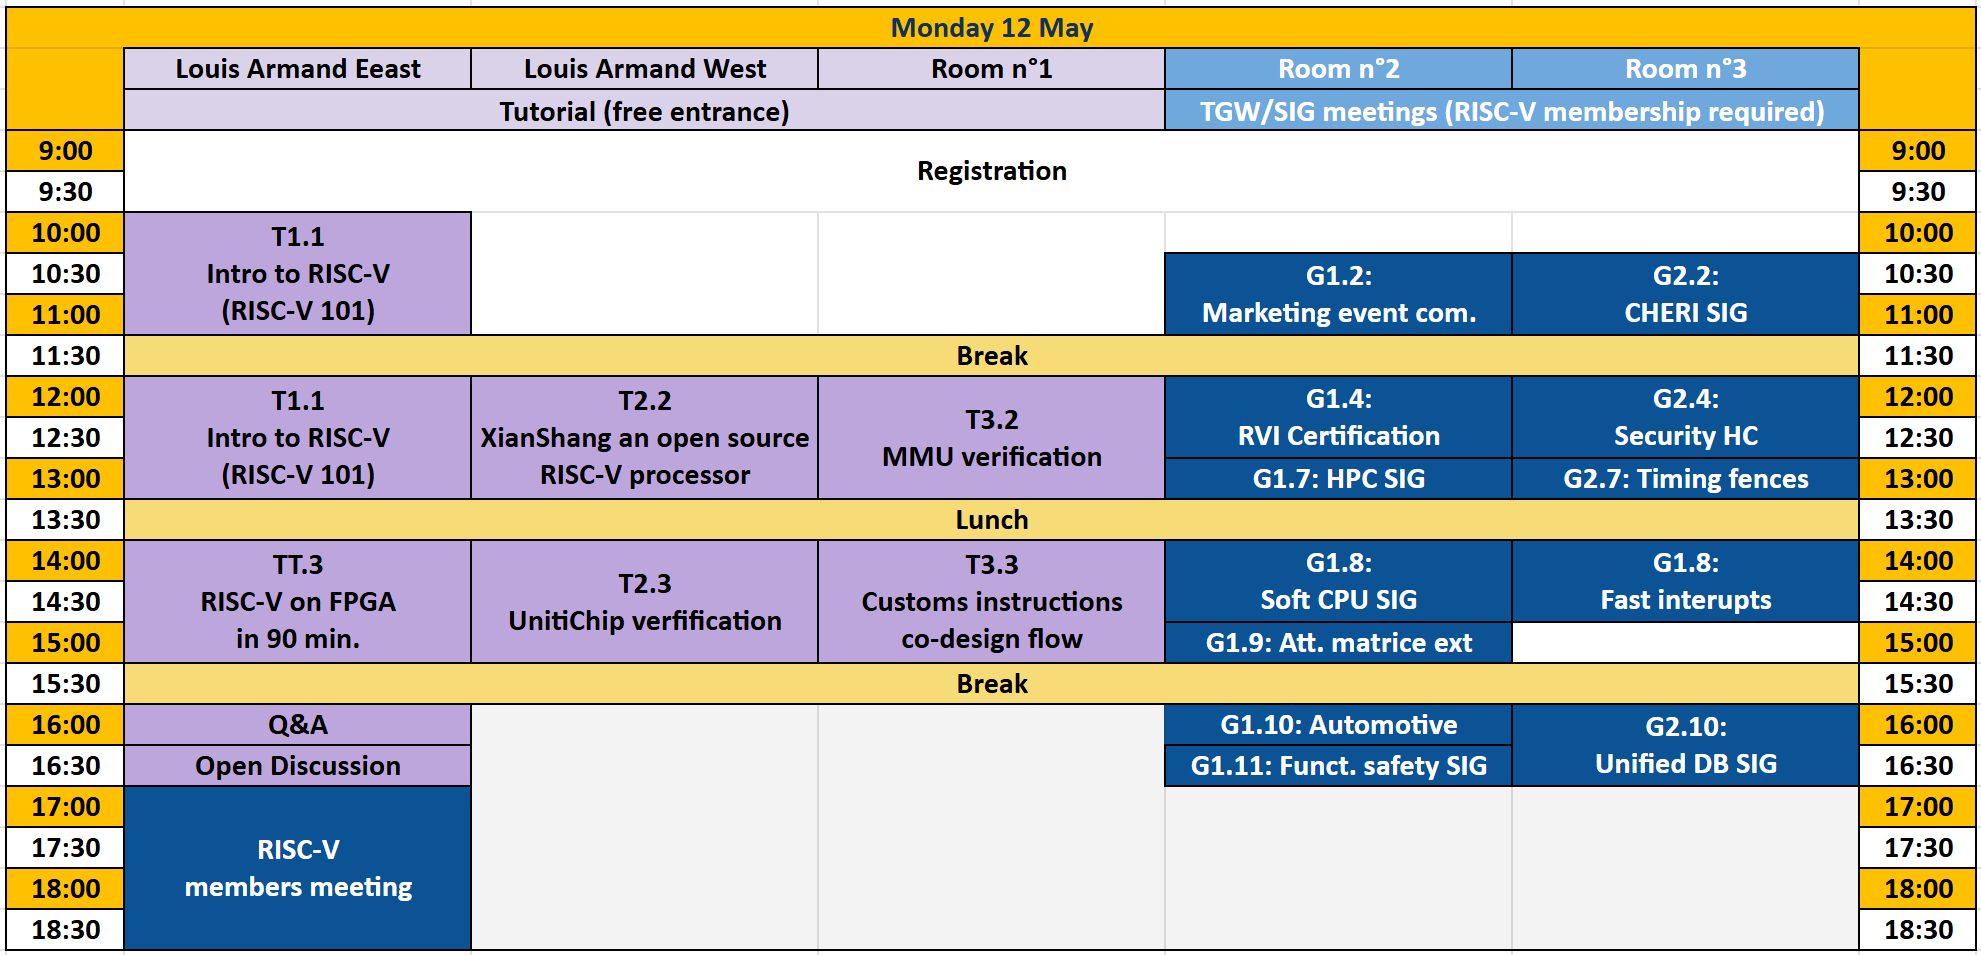 Monday 12 May
Louis Armand Eeast Louis Armand West Room n°1 Room n°2 Room n°3
Tutorial (free entrance) TGW/SIG meetings (RISC-V membership required)
9:00 9:00
Registration
9:30 9:30
10:00 10:00
T1.1
Intro to RISC-V
(RISC-V 101)
10:30 10:30
G1.2:
Marketing event com.
G2.2:
CHERI SIG
11:00 11:00
11:30 Break 11:30
12:00 12:00
T1.1
Intro to RISC-V
(RISC-V 101)
T2.2
XianShang an open source
RISC-V processor
T3.2
MMU verification
G1.4:
RVI Certification
G2.4:
Security HC
12:30 12:30
13:00 G1.7: HPC SIG G2.7: Timing fences 13:00
13:30 Lunch 13:30
14:00 14:00
TT.3
RISC-V on FPGA
in 90 min.
T2.3
UnitiChip verfification
T3.3
Customs instructions
co-design flow
G1.8:
Soft CPU SIG
G1.8:
Fast interupts
14:30 14:30
15:00 G1.9: Att. matrice ext 15:00
15:30 Break 15:30
16:00 Q&A G1.10: Automotive 16:00
G2.10:
Unified DB SIG
16:30 Open Discussion G1.11: Funct. safety SIG 16:30
17:00 17:00
RISC-V
members meeting
17:30 17:30
18:00 18:00
18:30 18:30